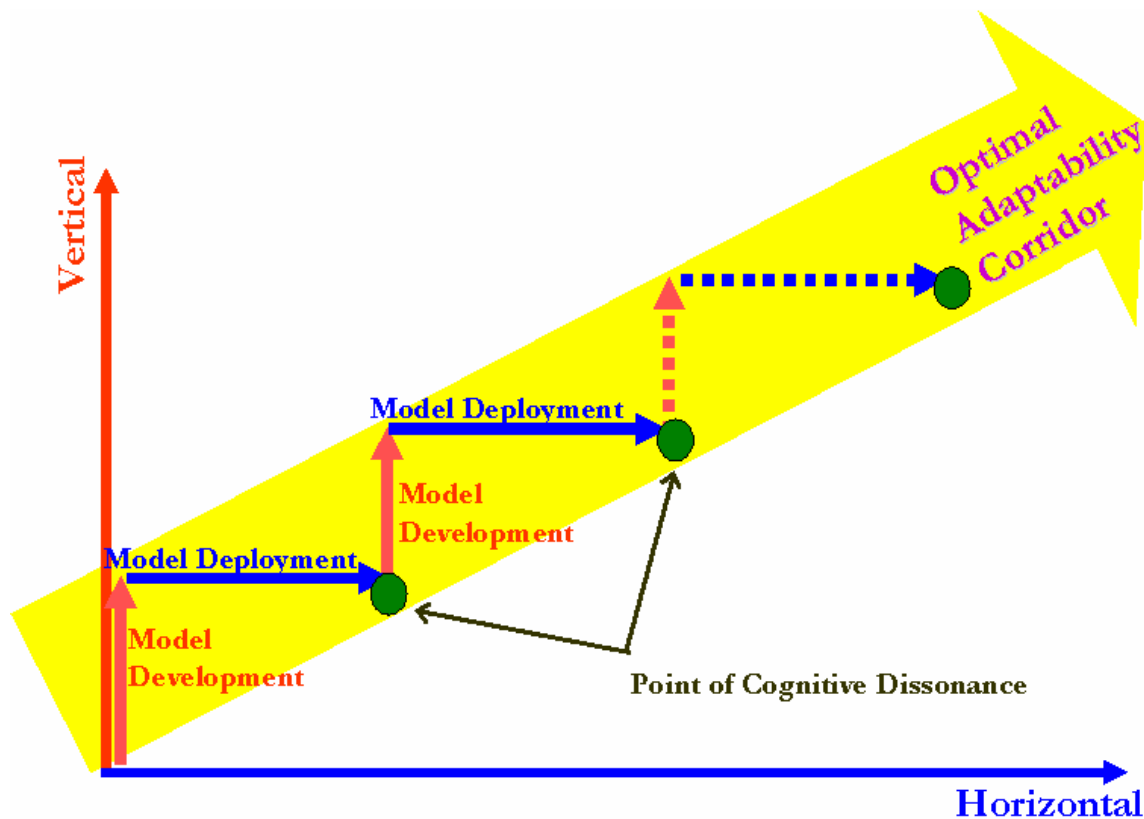 Optimal
Adaptability
Corridor
Vertical
Model Deployment
Model
Development
Model Deployment
Model
Development
Point of Cognitive Dissonance
Horizontal